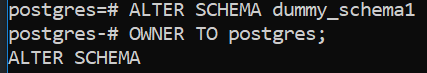 postgres=# ALTER SCHEMA dummy_schema1
postgres-# OWNER TO postgres;
ALTER SCHEMA